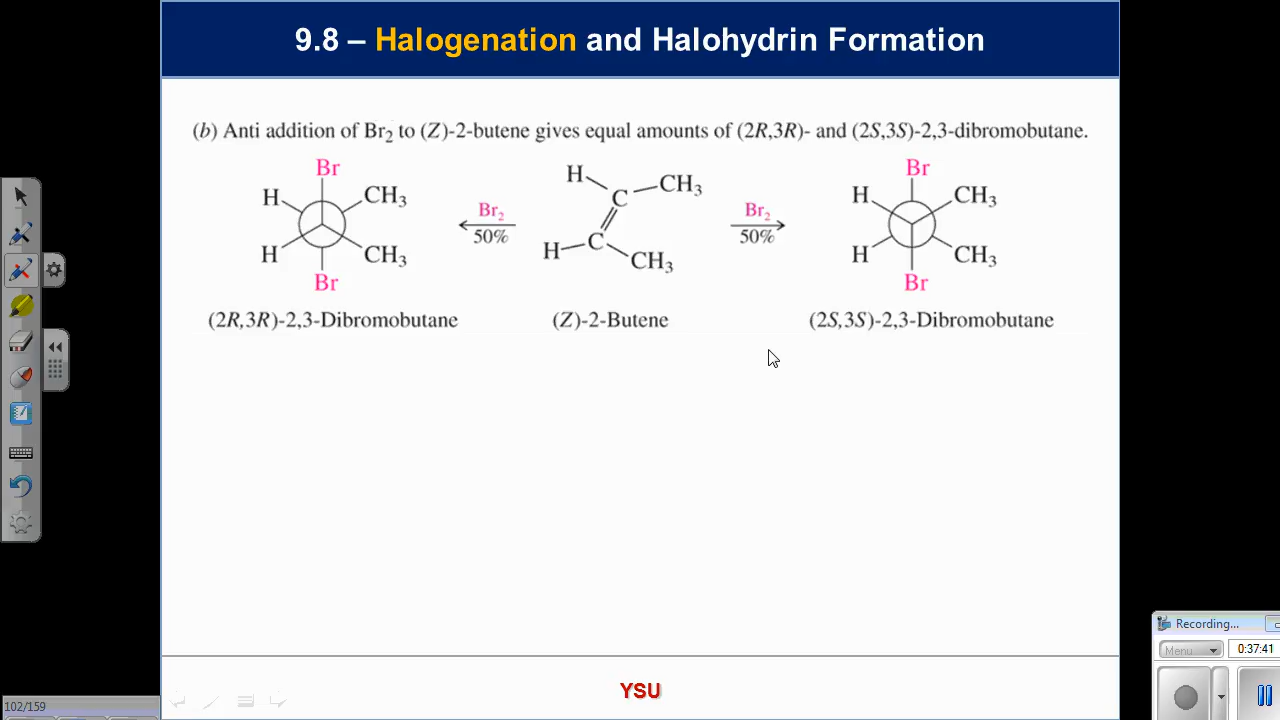 9.8 – Halogenation and Halohydrin Formation
(b) Anti addition of Br₂ to (Z)-2-butene gives equal amounts of (2R,3R)- and (2S,3S)-2,3-dibromobutane.
Br
H
CH₃
H
CH₃
Br
Br₂
50%
H
CH₃
C
C
H
CH₃
Br₂
50%
Br
H
CH₃
H
CH₃
Br
(2R,3R)-2,3-Dibromobutane
(Z)-2-Butene
(2S,3S)-2,3-Dibromobutane
YSU
102/159
Recording...
Menu
0:37:41